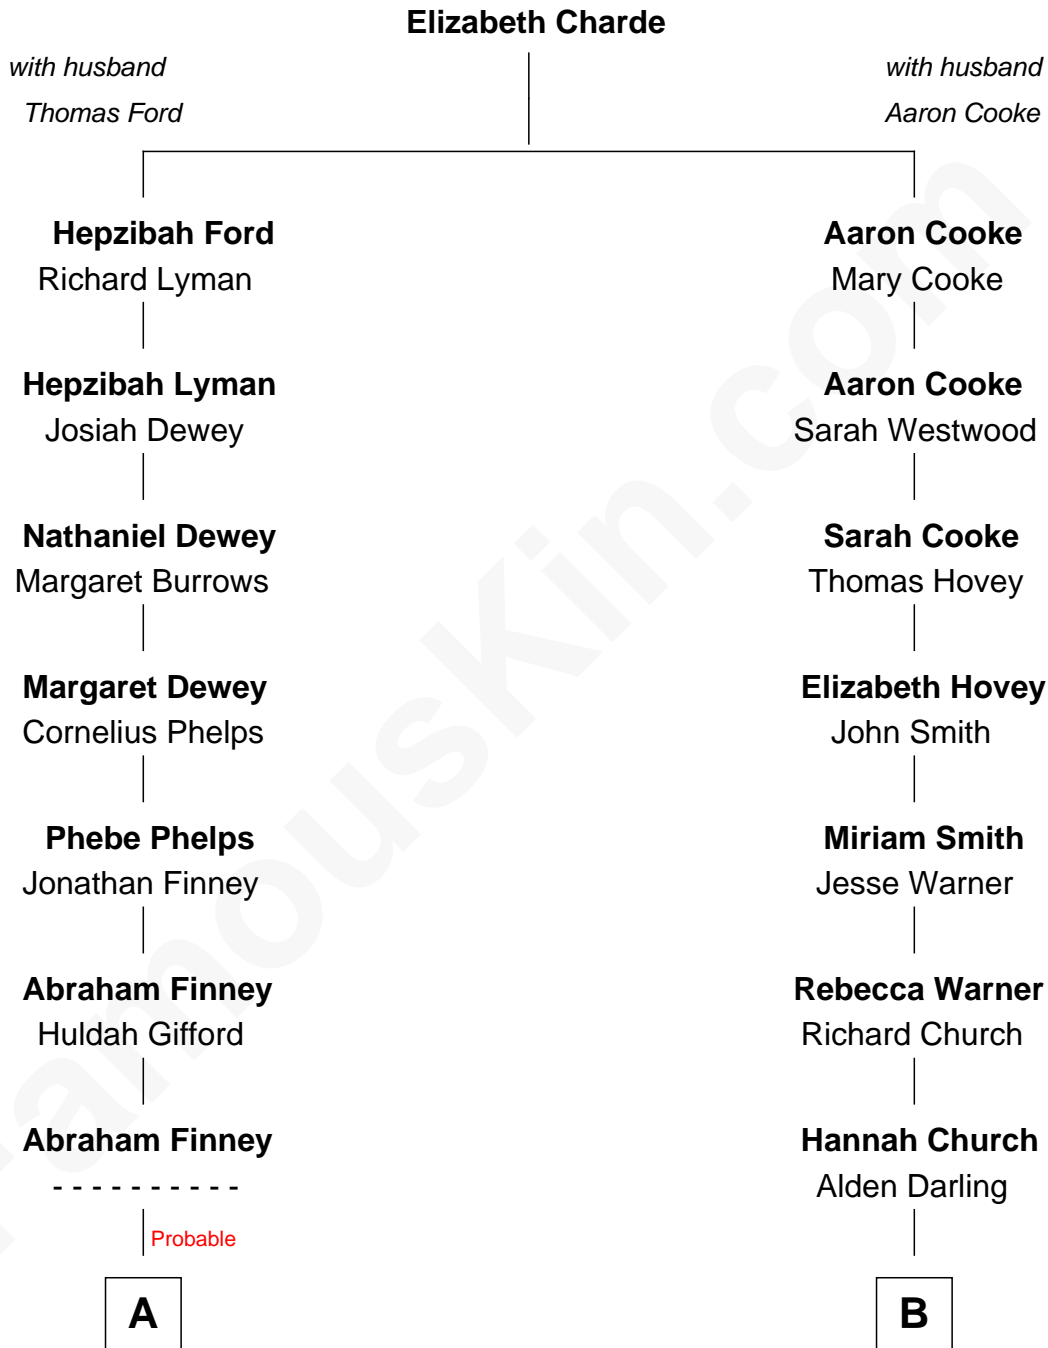 Elizabeth Charde
with husband
Thomas Ford
with husband
Aaron Cooke
Hepzibah Ford
Richard Lyman
Aaron Cooke
Mary Cooke
Hepzibah Lyman
Josiah Dewey
Aaron Cooke
Sarah Westwood
Nathaniel Dewey
Margaret Burrows
Sarah Cooke
Thomas Hovey
Margaret Dewey
Cornelius Phelps
Elizabeth Hovey
John Smith
Phebe Phelps
Jonathan Finney
Miriam Smith
Jesse Warner
Abraham Finney
Huldah Gifford
Rebecca Warner
Richard Church
Abraham Finney
- - - - - - - - - -
Hannah Church
Alden Darling
Probable
A
B
FamousKin.com